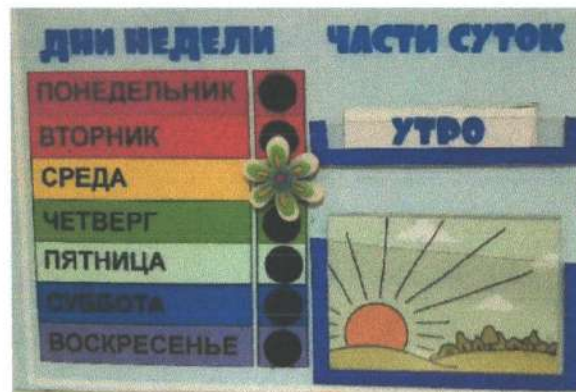 ДНИ НЕДЕЛИ
ПОНЕДЕЛЬНИК
ВТОРНИК
СРЕДА
ЧЕТВЕРГ
ПЯТНИЦА
СУББОТА
ВОСКРЕСЕНЬЕ
ЧАСТИ СУТОК
УТРО